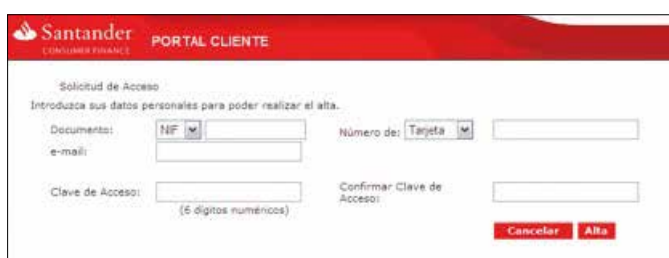 Santander
CONSUMER FINANCE
PORTAL CLIENTE
Solicitud de Acceso
Introduzca sus datos personales para poder realizar el alta.
Documento: NIF Número de: Tarjeta
e-mail:
Clave de Acceso: Confirmar Clave de Acceso:
(6 dígitos numéricos)
Cancelar Alta